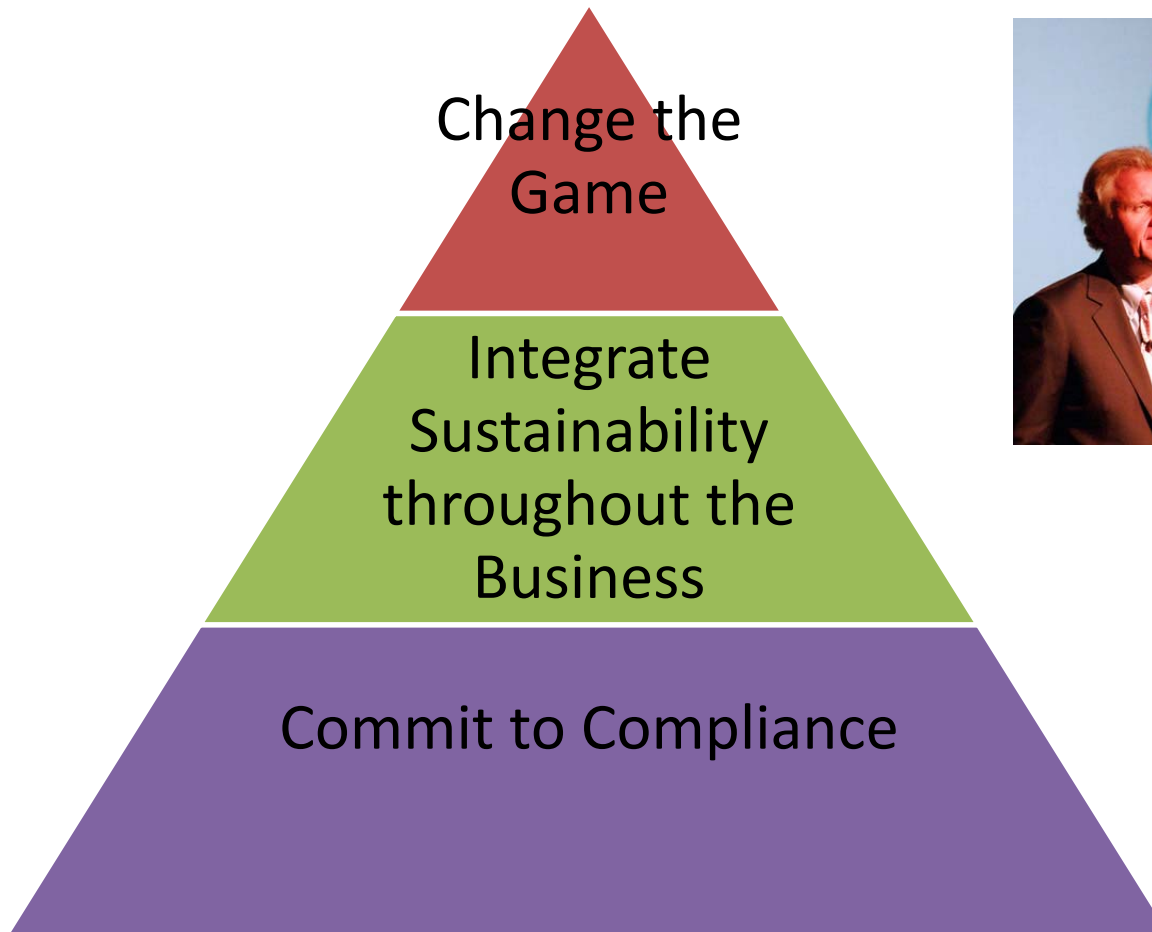 Change the
Game
Integrate
Sustainability
throughout the
Business
Commit to Compliance